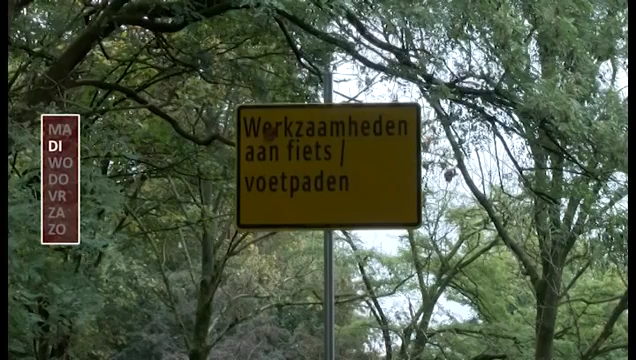 MA
DI
WO
DO
VR
ZA
ZO
Werkzaamheden
aan fiets /
voetpaden